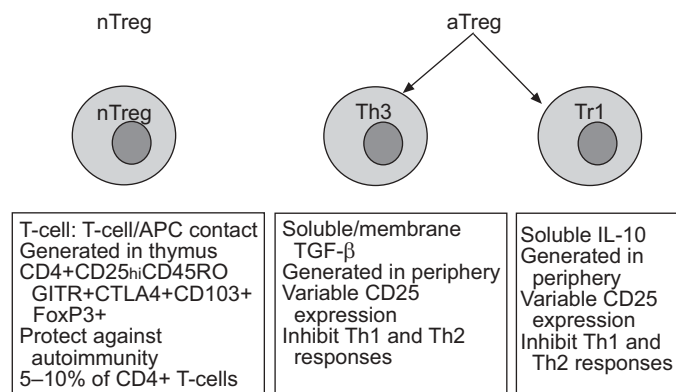 nTreg
aTreg
nTreg
Th3
Tr1
T-cell: T-cell/APC contact
Generated in thymus
CD4+CD25hiCD45RO
GITR+CTLA4+CD103+
FoxP3+
Protect against
autoimmunity
5–10% of CD4+ T-cells
Soluble/membrane
TGF-β
Generated in periphery
Variable CD25
expression
Inhibit Th1 and Th2
responses
Soluble IL-10
Generated in
periphery
Variable CD25
expression
Inhibit Th1 and
Th2 responses